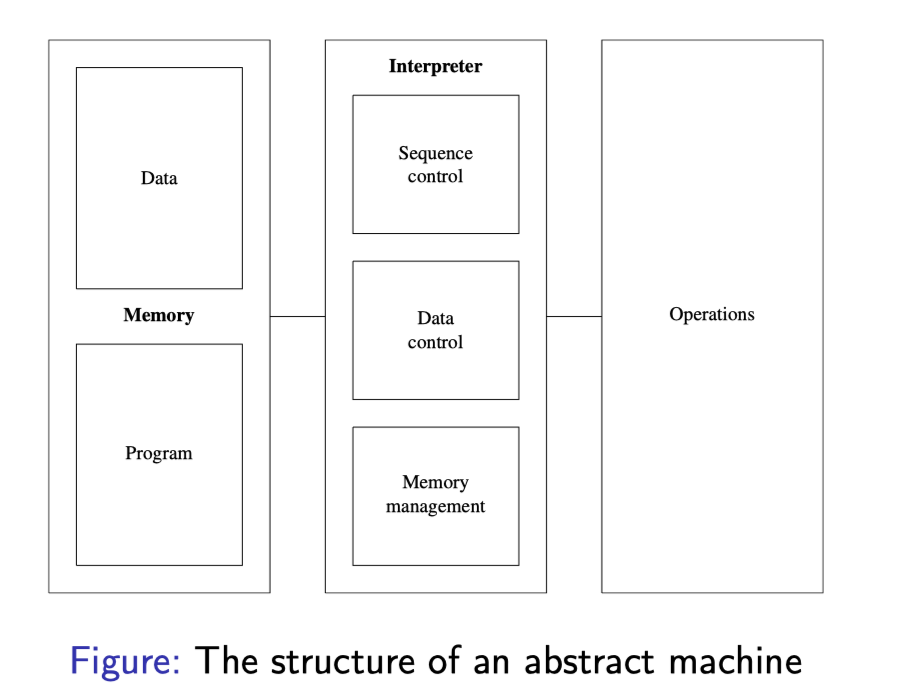 Data
Memory
Program
Interpreter
Sequence
control
Data
control
Memory
management
Operations
Figure: The structure of an abstract machine